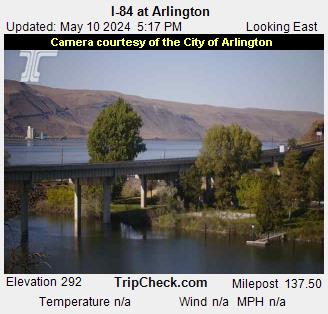 I-84 at Arlington
Updated: May 10 2024 5:17 PM Looking East
Camera courtesy of the City of Arlington
Elevation 292 TripCheck.com Milepost 137.50
Temperature n/a Wind n/a MPH n/a